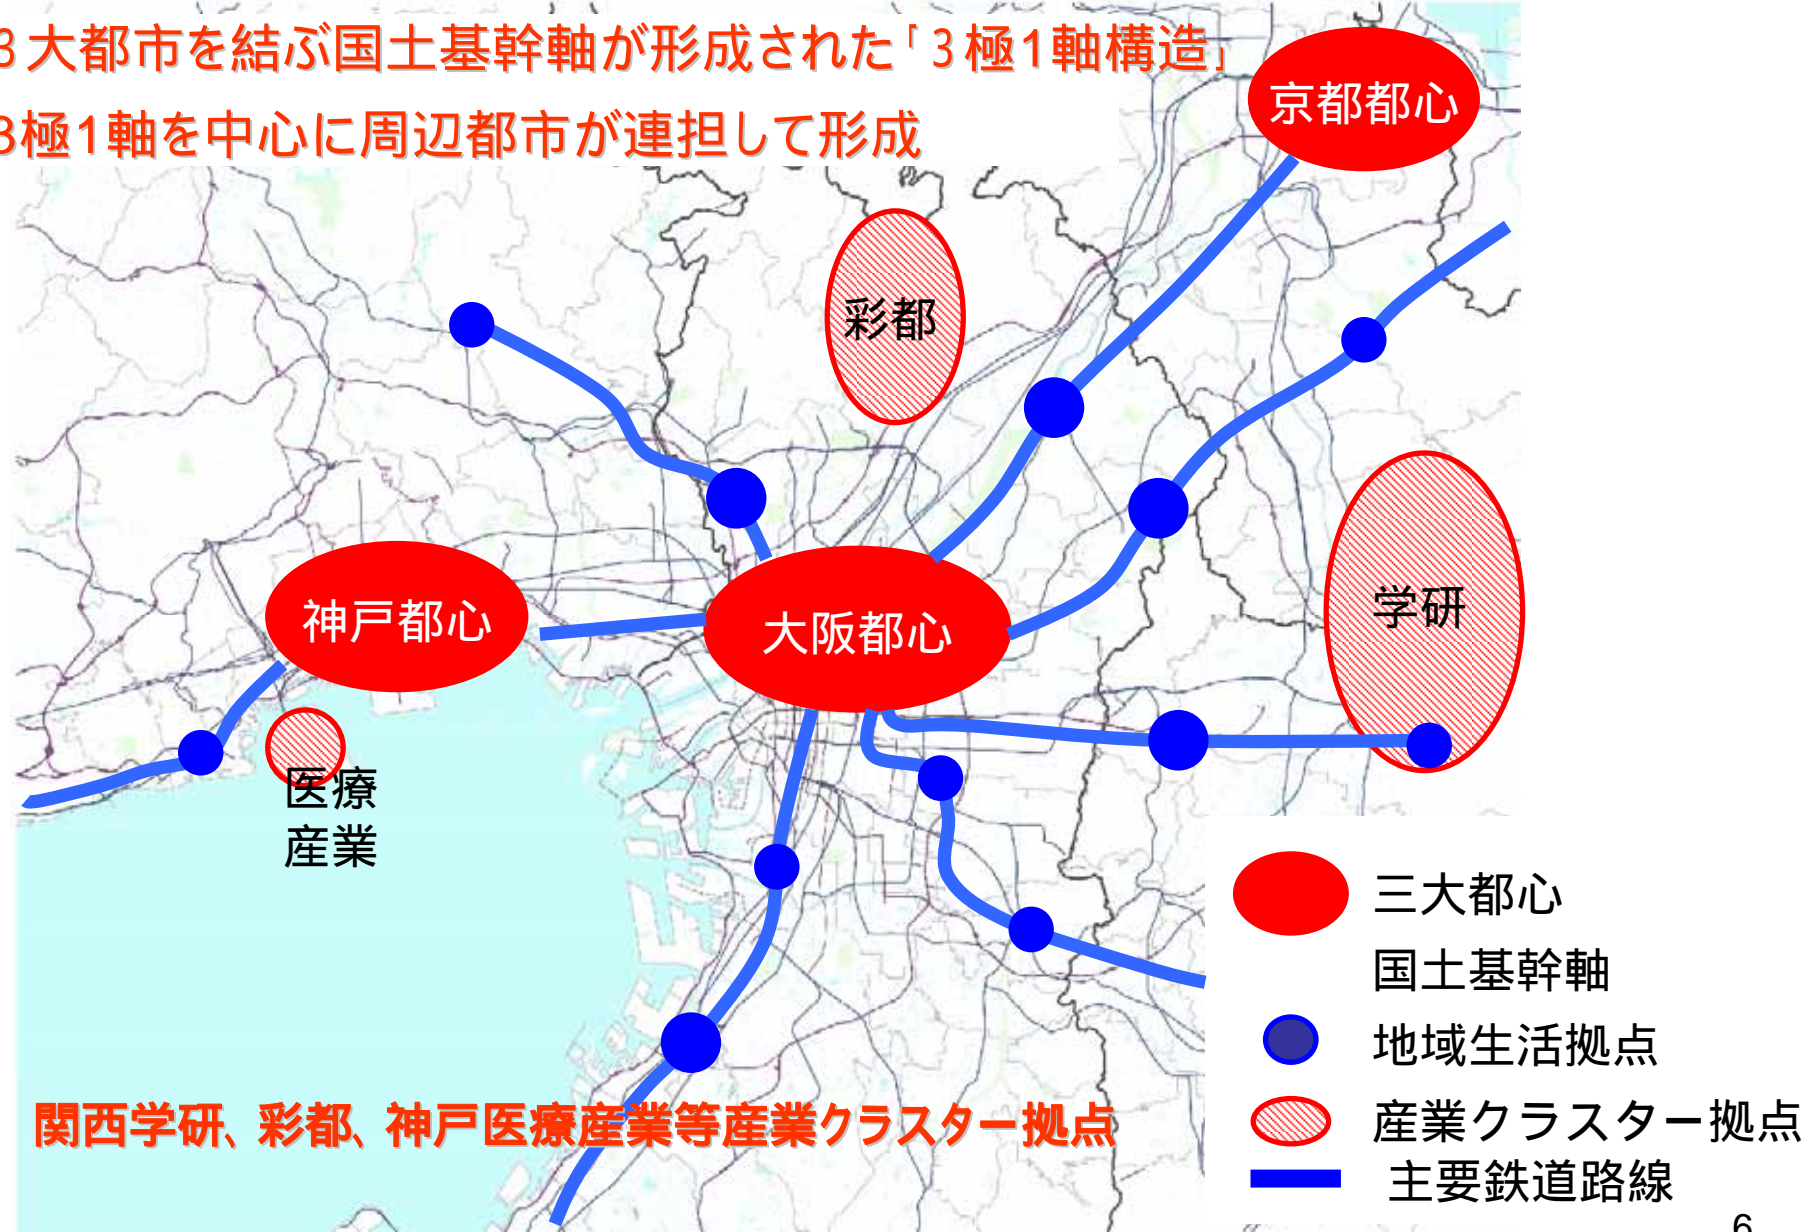 3大都市を結ぶ国土基幹軸が形成された「3極1軸構造」
3極1軸を中心に周辺都市が連担して形成
京都都心
彩都
学研
神戸都心
大阪都心
医療
産業
三大都心
国土基幹軸
地域生活拠点
産業クラスター拠点
主要鉄道路線
関西学研、彩都、神戸医療産業等産業クラスター拠点
6